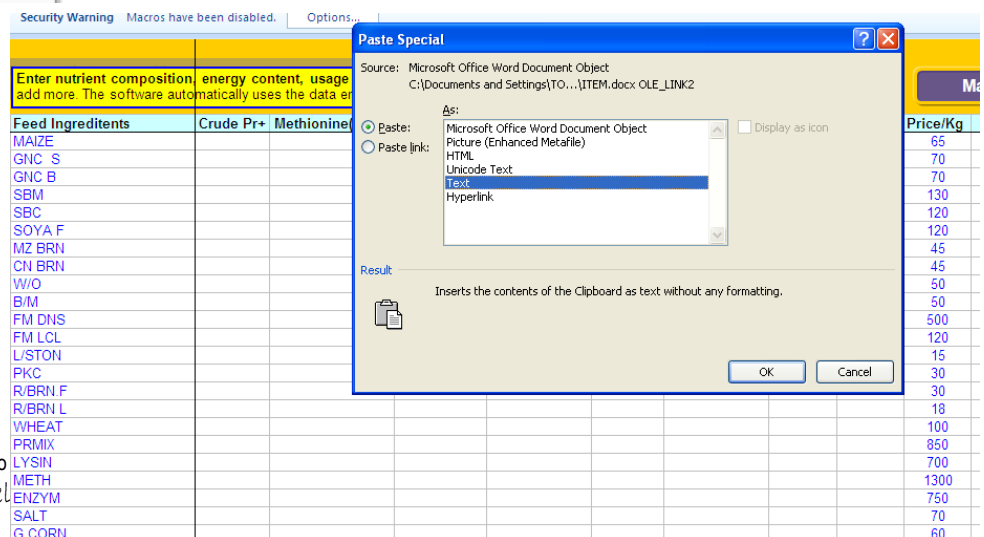 Security Warning Macros have been disabled. Options...
Paste Special
Source: Microsoft Office Word Document Object
C:\Documents and Settings\TO...\ITEM.docx OLE_LINK2
As:
Paste:
Paste link:
Microsoft Office Word Document Object
Picture (Enhanced Metafile)
HTML
Unicode Text
Text
Hyperlink
Display as icon
Result
Inserts the contents of the Clipboard as text without any formatting.
OK Cancel
Enter nutrient composition, energy content, usage
add more. The software automatically uses the data
Feed Ingreditents Crude Pr+ Methionine( Price/Kg
MAIZE 65
GNC S 70
GNC B 70
SBM 130
SBC 120
SOYA F 120
MZ BRN 45
CN BRN 45
W/O 50
B/M 50
FM DNS 500
FM LCL 120
L/STON 15
PKC 30
R/BRN.F 30
R/BRN L 18
WHEAT 100
PRMIX 850
LYSIN 700
METH 1300
ENZYM 750
SALT 70
G CORN 60